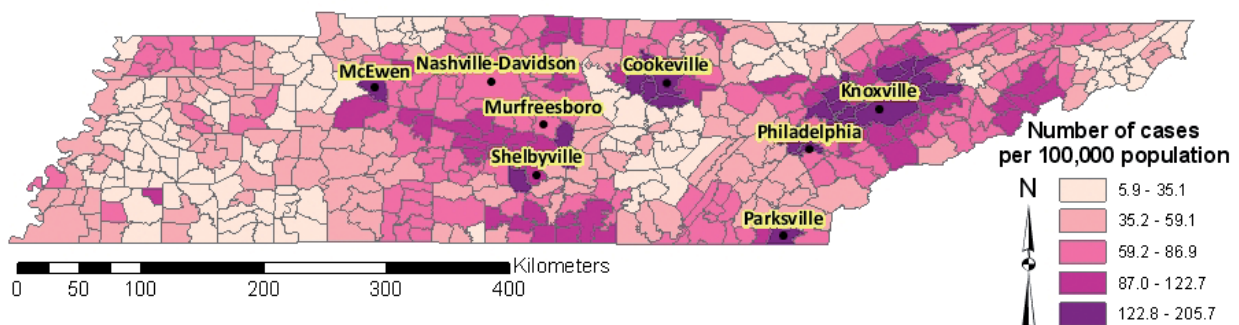 McEwen
Nashville-Davidson
Cookeville
Murfreesboro
Knoxville
Philadelphia
Shelbyville
Parksville
Number of cases
per 100,000 population
N
5.9 - 35.1
35.2 - 59.1
59.2 - 86.9
87.0 - 122.7
122.8 - 205.7
Kilometers
0 50 100 200 300 400